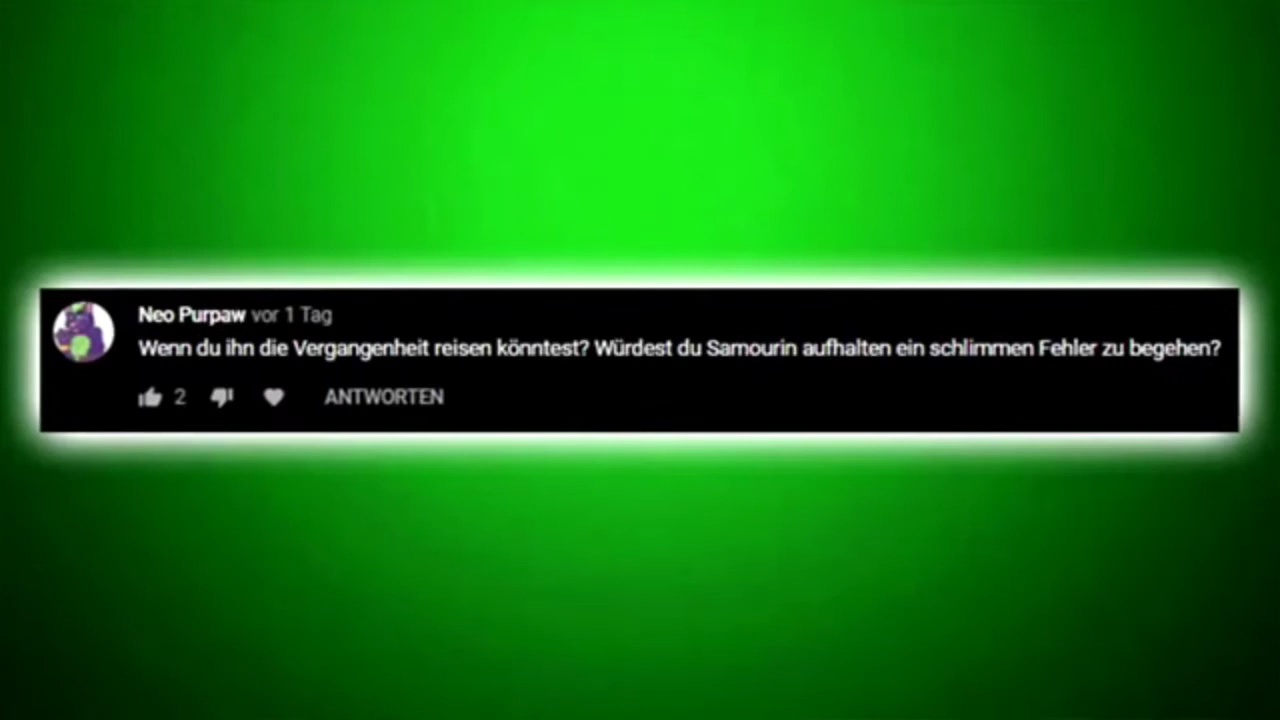 Neo Purpaw vor 1 Tag
Wenn du ihn die Vergangenheit reisen könntest? Würdest du Samourin aufhalten ein schlimmen Fehler zu begehen?
2 ANTWORTEN